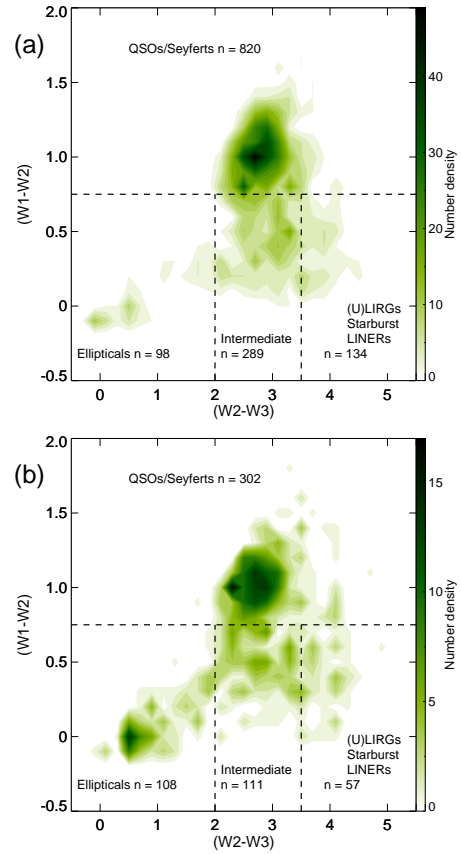 (a)
2.0
1.5
1.0
0.5
0
-0.5
(W1-W2)
QSOs/Seyferts n = 820
Ellipticals n = 98
Intermediate
n = 289
(U)LIRGs
Starburst
LINERs
n = 134
0 1 2 3 4 5
(W2-W3)
40
30
20
10
0
Number density
(b)
2.0
1.5
1.0
0.5
0
-0.5
(W1-W2)
QSOs/Seyferts n = 302
Ellipticals n = 108
Intermediate
n = 111
(U)LIRGs
Starburst
LINERs
n = 57
0 1 2 3 4 5
(W2-W3)
15
10
5
0
Number density